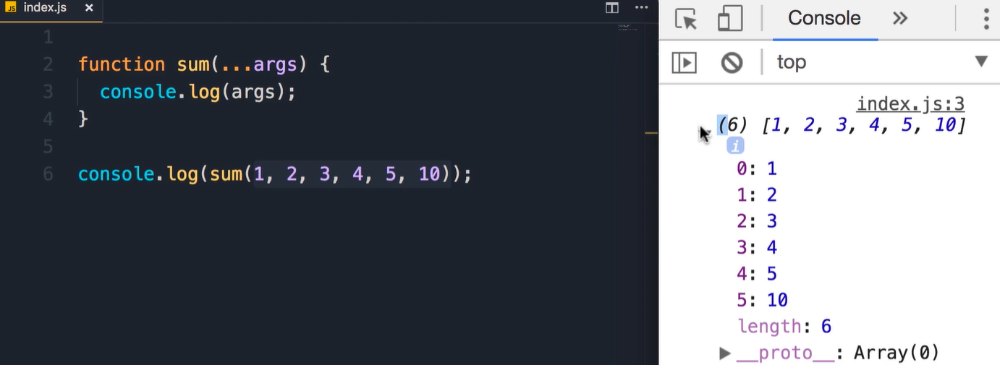 JS index.js ×
1
2 function sum(...args) {
3 console.log(args);
4 }
5
6 console.log(sum(1, 2, 3, 4, 5, 10));
Console »
top ▼
index.js:3
(6) [1, 2, 3, 4, 5, 10]
i
0: 1
1: 2
2: 3
3: 4
4: 5
5: 10
length: 6
▶ __proto__: Array(0)